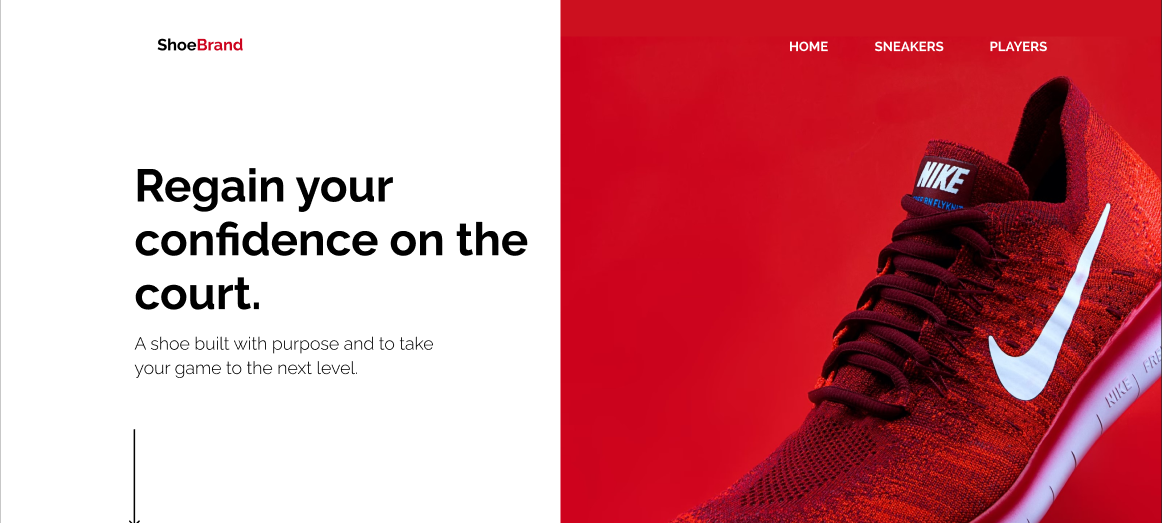 ShoeBrand
HOME SNEAKERS PLAYERS
Regain your
confidence on the
court.
A shoe built with purpose and to take
your game to the next level.
NIKE
NIKE FREE